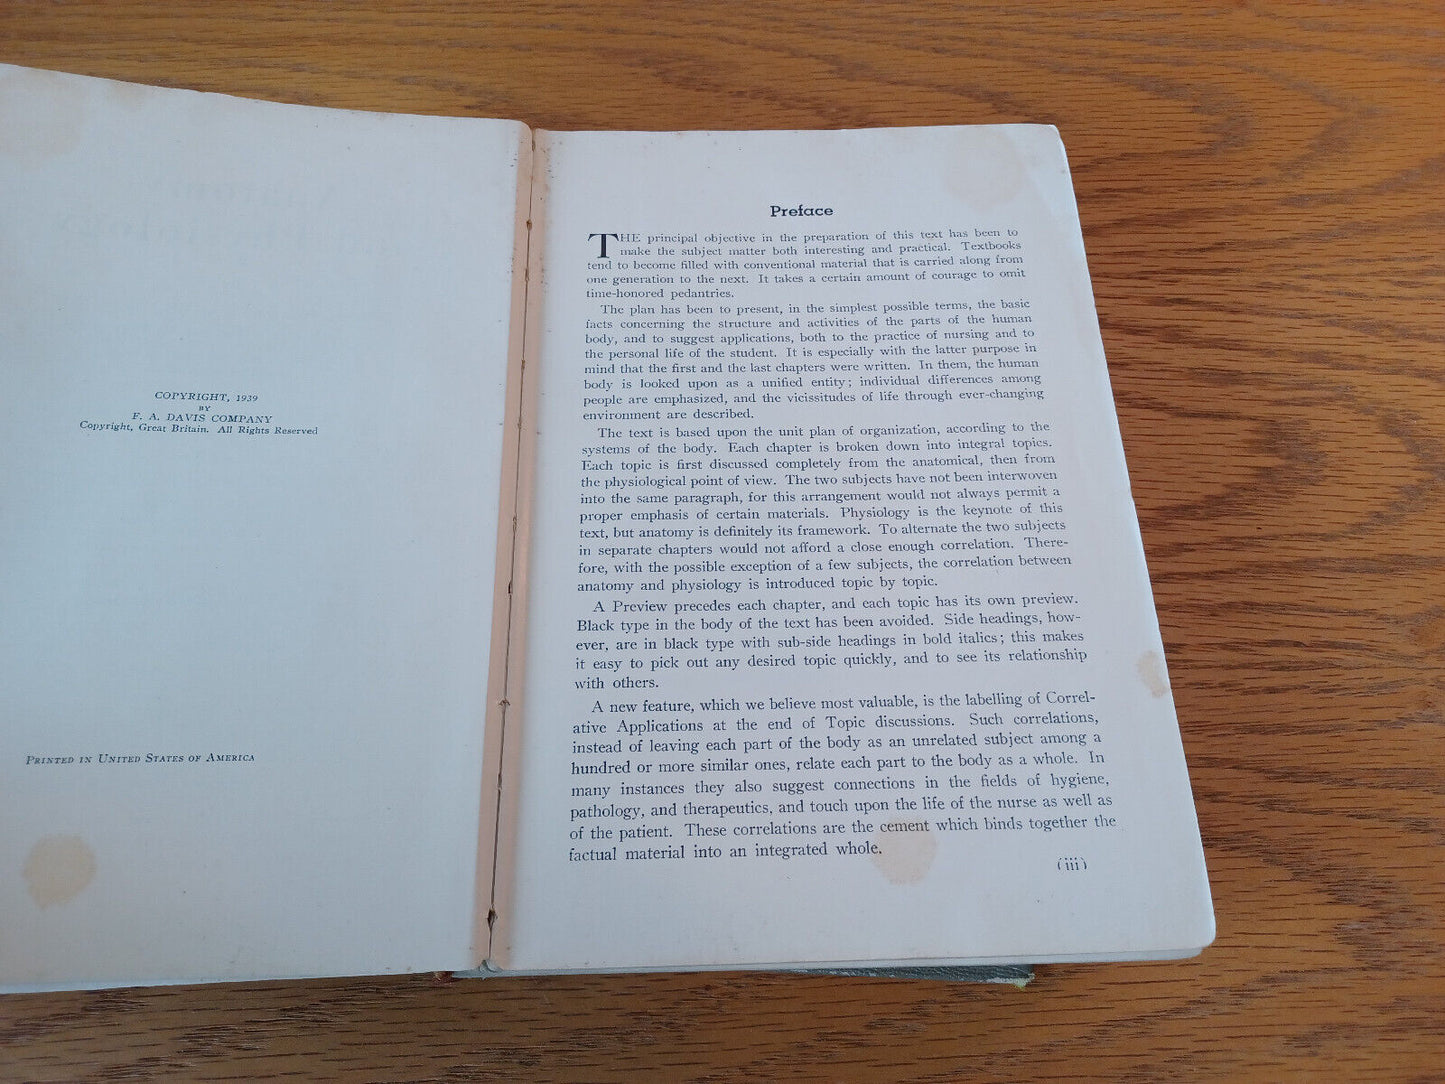 COPYRIGHT, 1939
BY
F. A. DAVIS COMPANY
Copyright, Great Britain. All Rights Reserved
PRINTED IN UNITED STATES OF AMERICA
Preface
THE principal objective in the preparation of this text has been to
make the subject matter both interesting and practical. Textbooks
tend to become filled with conventional material that is carried along from
one generation to the next. It takes a certain amount of courage to omit
time-honored pedantries.
The plan has been to present, in the simplest possible terms, the basic
facts concerning the structure and activities of the parts of the human
body, and to suggest applications, both to the practice of nursing and to
the personal life of the student. It is especially with the latter purpose in
mind that the first and the last chapters were written. In them, the human
body is looked upon as a unified entity; individual differences among
people are emphasized, and the vicissitudes of life through ever-changing
environment are described.
The text is based upon the unit plan of organization, according to the
systems of the body. Each chapter is broken down into integral topics.
Each topic is first discussed completely from the anatomical, then from
the physiological point of view. The two subjects have not been interwoven
into the same paragraph, for this arrangement would not always permit a
proper emphasis of certain materials. Physiology is the keynote of this
text, but anatomy is definitely its framework. To alternate the two subjects
in separate chapters would not afford a close enough correlation. There-
fore, with the possible exception of a few subjects, the correlation between
anatomy and physiology is introduced topic by topic.
A Preview precedes each chapter, and each topic has its own preview.
Black type in the body of the text has been avoided. Side headings, how-
ever, are in black type with sub-side headings in bold italics; this makes
it easy to pick out any desired topic quickly, and to see its relationship
with others.
A new feature, which we believe most valuable, is the labelling of Correl-
ative Applications at the end of Topic discussions. Such correlations,
instead of leaving each part of the body as an unrelated subject among a
hundred or more similar ones, relate each part to the body as a whole. In
many instances they also suggest connections in the fields of hygiene,
pathology, and therapeutics, and touch upon the life of the nurse as well as
of the patient. These correlations are the cement which binds together the
factual material into an integrated whole.
(iii)